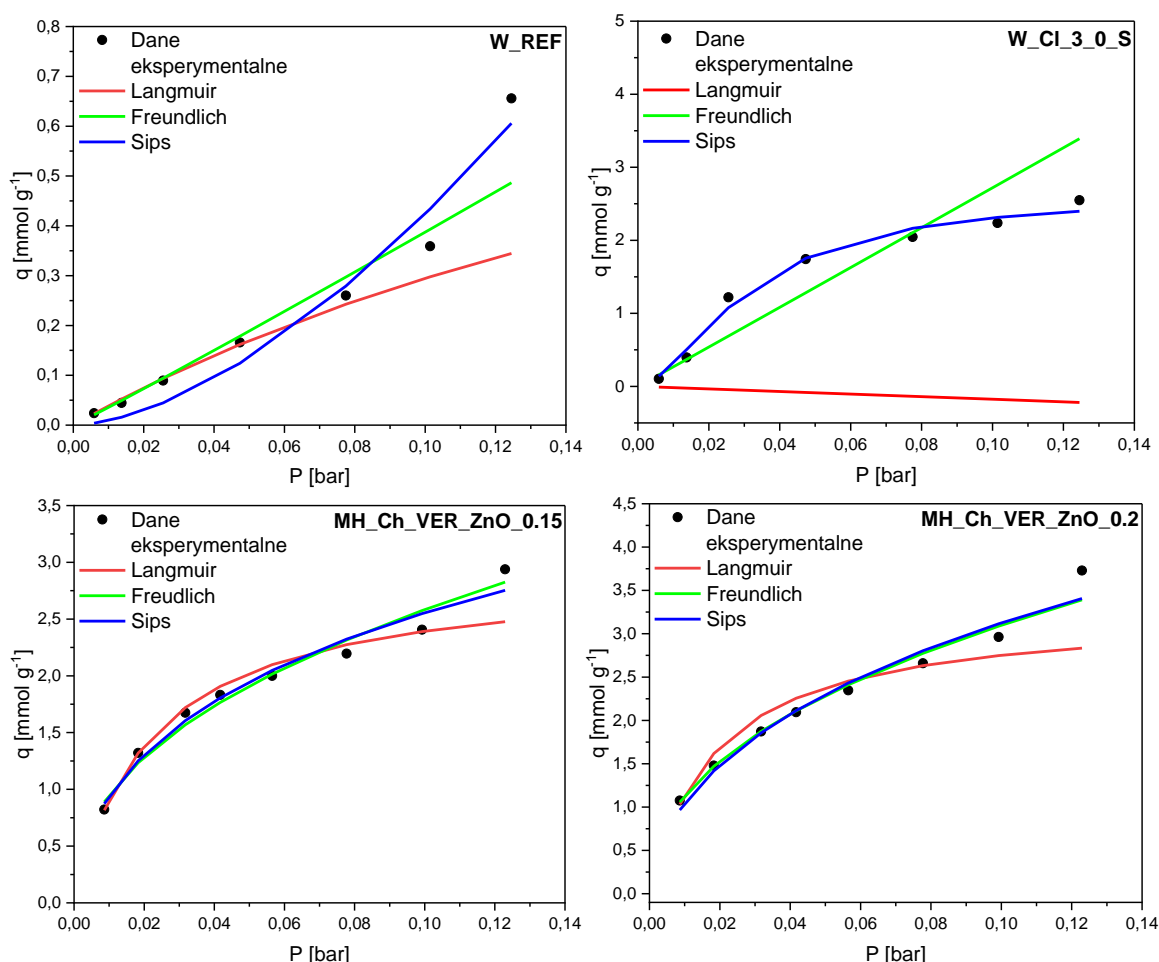 W_REF
Dane
eksperymentalne
Langmuir
Freundlich
Sips
0,8
0,7
0,6
0,5
0,4
0,3
0,2
0,1
0,0
q [mmol g-1]
0,00 0,02 0,04 0,06 0,08 0,10 0,12 0,14
P [bar]
W_Cl_3_0_S
Dane
eksperymentalne
Langmuir
Freundlich
Sips
5
4
3
2
1
0
q [mmol g-1]
0,00 0,02 0,04 0,06 0,08 0,10 0,12 0,14
P [bar]
MH_Ch_VER_ZnO_0.15
Dane
eksperymentalne
Langmuir
Freudlich
Sips
3,5
3,0
2,5
2,0
1,5
1,0
0,5
0,0
q [mmol g-1]
0,00 0,02 0,04 0,06 0,08 0,10 0,12 0,14
P [bar]
MH_Ch_VER_ZnO_0.2
Dane
eksperymentalne
Langmuir
Freundlich
Sips
4,5
4,0
3,5
3,0
2,5
2,0
1,5
1,0
0,5
0,0
q [mmol g-1]
0,00 0,02 0,04 0,06 0,08 0,10 0,12 0,14
P [bar]